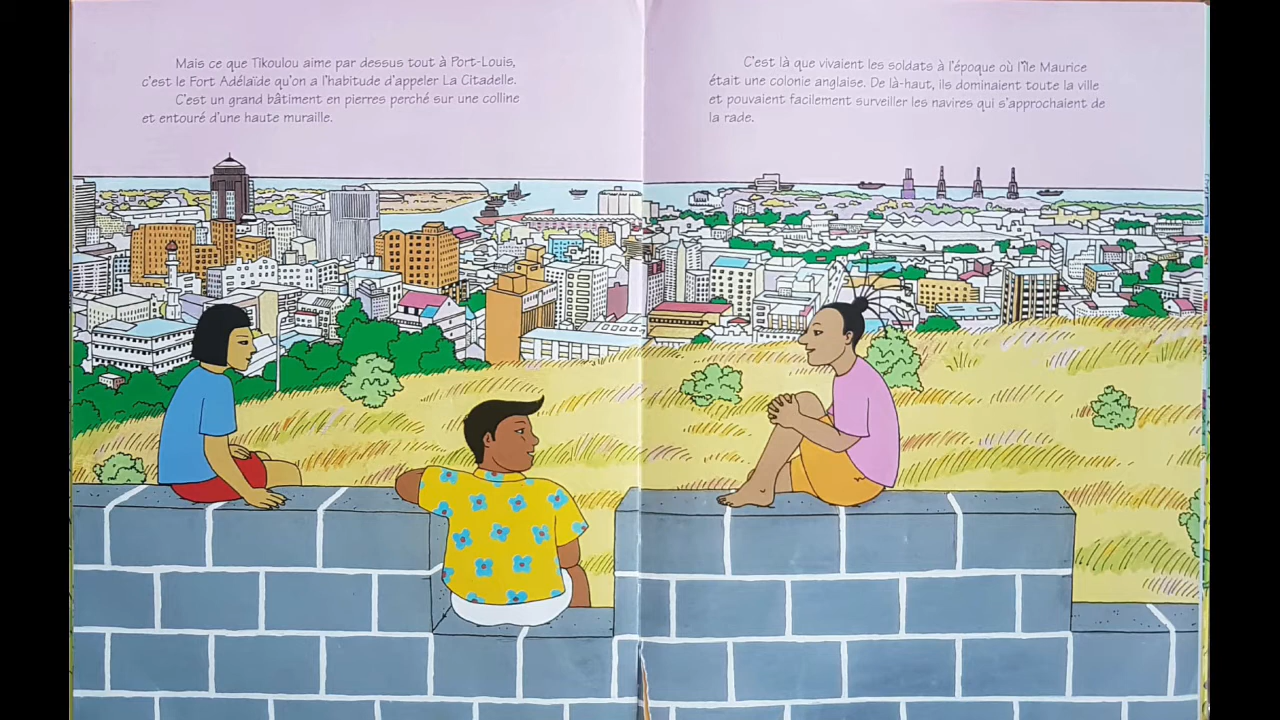 Mais ce que Tikoulou aime par dessus tout à Port-Louis,
c'est le Fort Adélaïde qu'on a l'habitude d'appeler La Citadelle.
C'est un grand bâtiment en pierres perché sur une colline
et entouré d'une haute muraille.
C'est là que vivaient les soldats à l'époque où l'île Maurice
était une colonie anglaise. De là-haut, ils dominaient toute la ville
et pouvaient facilement surveiller les navires qui s'approchaient de
la rade.